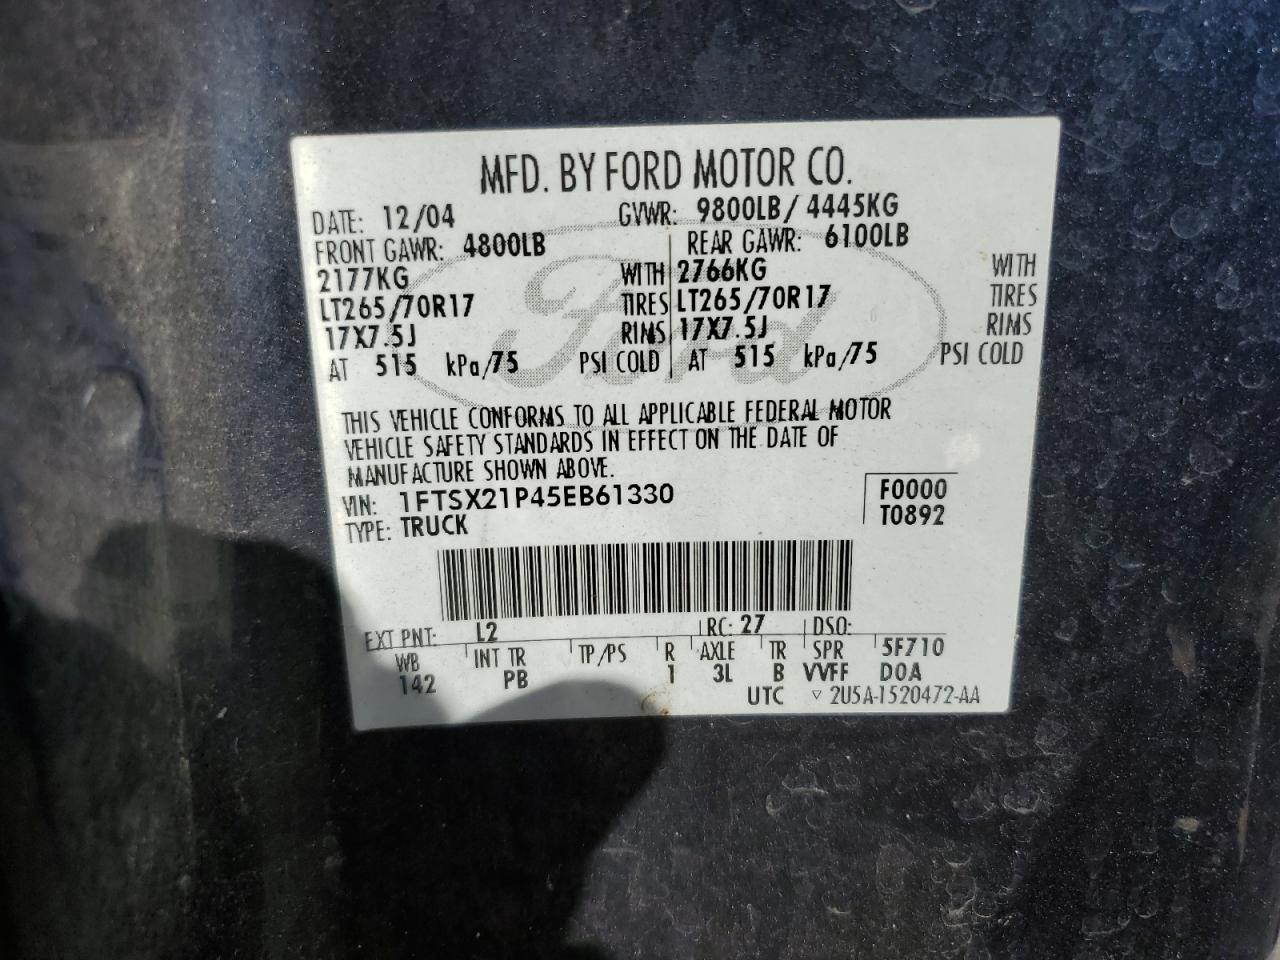 MFD. BY FORD MOTOR CO.
DATE: 12/04 GVWR: 9800LB/ 4445KG
FRONT GAWR: 4800LB REAR GAWR: 6100LB
2177KG WITH 2766KG WITH
LT265/70R17 TIRES LT265/70R17 TIRES
17X7.5J RIMS 17X7.5J RIMS
AT 515 kPa/75 PSI COLD AT 515 kPa/75 PSI COLD
Ford
THIS VEHICLE CONFORMS TO ALL APPLICABLE FEDERAL MOTOR
VEHICLE SAFETY STANDARDS IN EFFECT ON THE DATE OF
MANUFACTURE SHOWN ABOVE.
VIN: 1FTSX21P45EB61330 F0000
TYPE: TRUCK T0892
EXT PNT: L2 RC: 27 DSO:
WB INT TR TP/PS R AXLE TR SPR 5F710
142 PB 1 3L B VVFF DOA
UTC ▽ 2U5A-1520472-AA